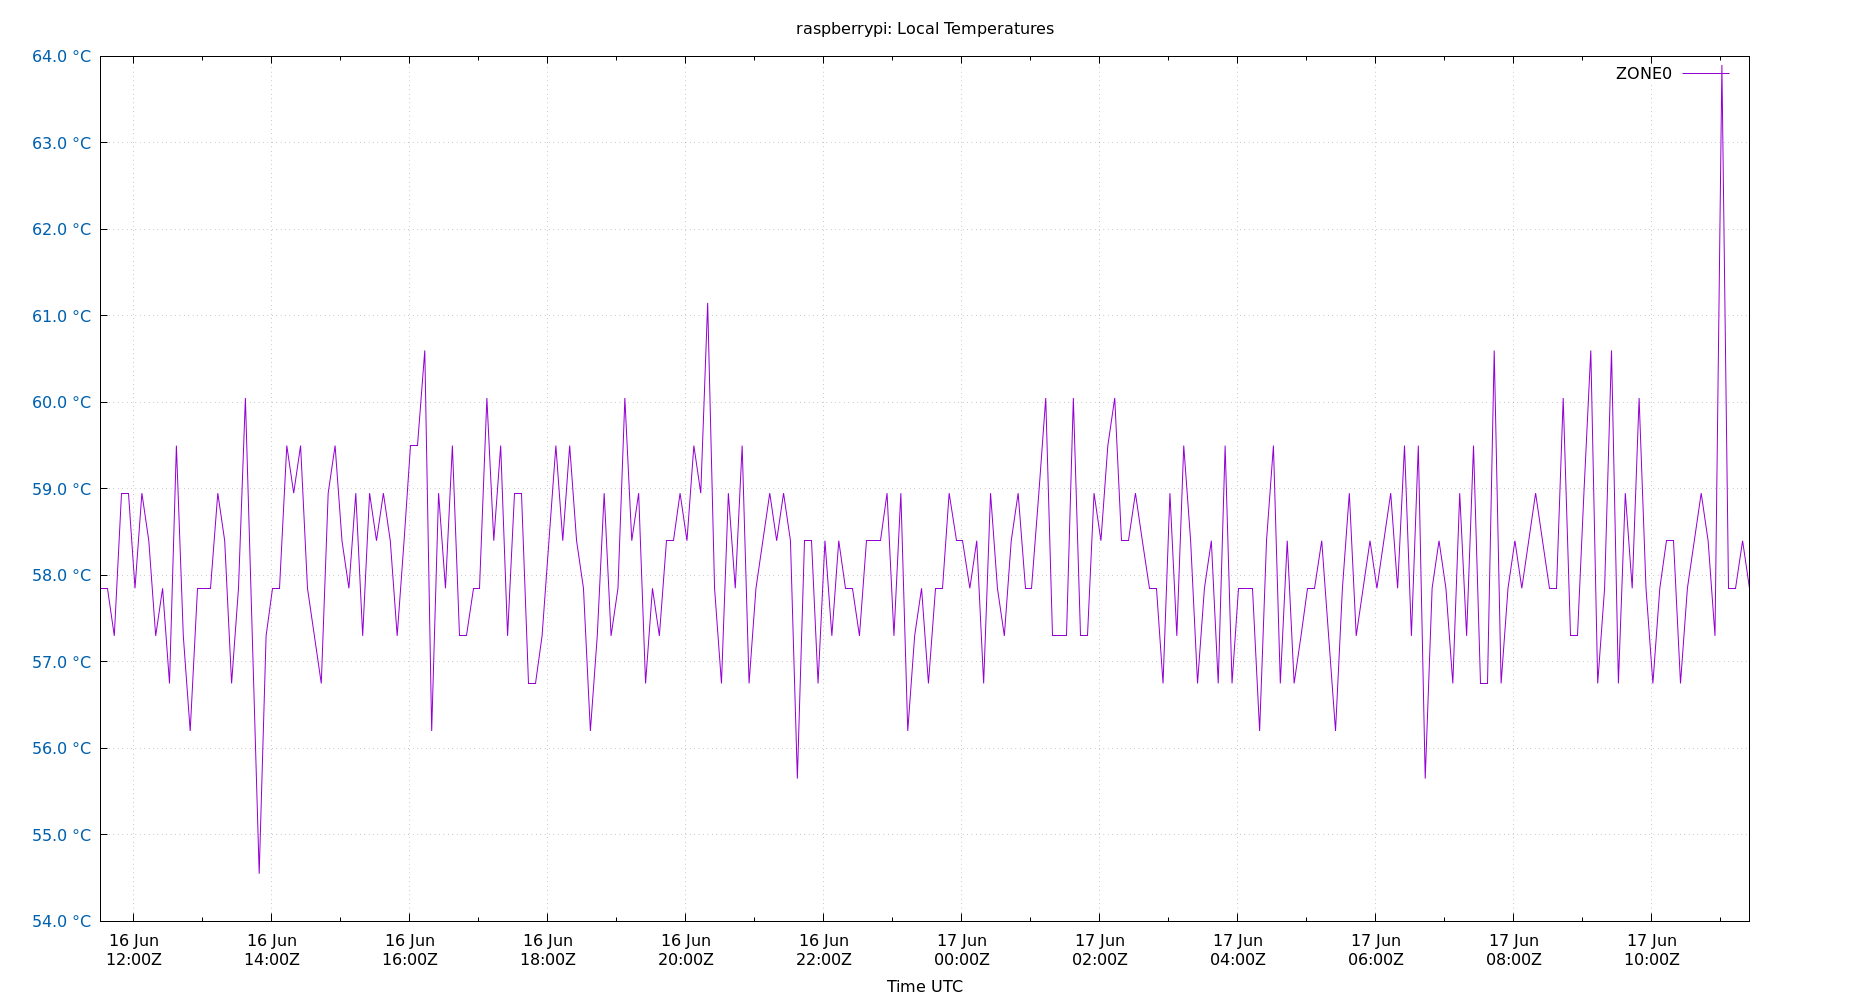 raspberrypi: Local Temperatures
64.0 °C
ZONE0
63.0 °C
62.0 °C
61.0 °C
60.0 °C
59.0 °C
58.0 °C
57.0 °C
56.0 °C
55.0 °C
54.0 °C
16 Jun 16 Jun 16 Jun 16 Jun 16 Jun 16 Jun 17 Jun 17 Jun 17 Jun 17 Jun 17 Jun 17 Jun
12:00Z 14:00Z 16:00Z 18:00Z 20:00Z 22:00Z 00:00Z 02:00Z 04:00Z 06:00Z 08:00Z 10:00Z
Time UTC